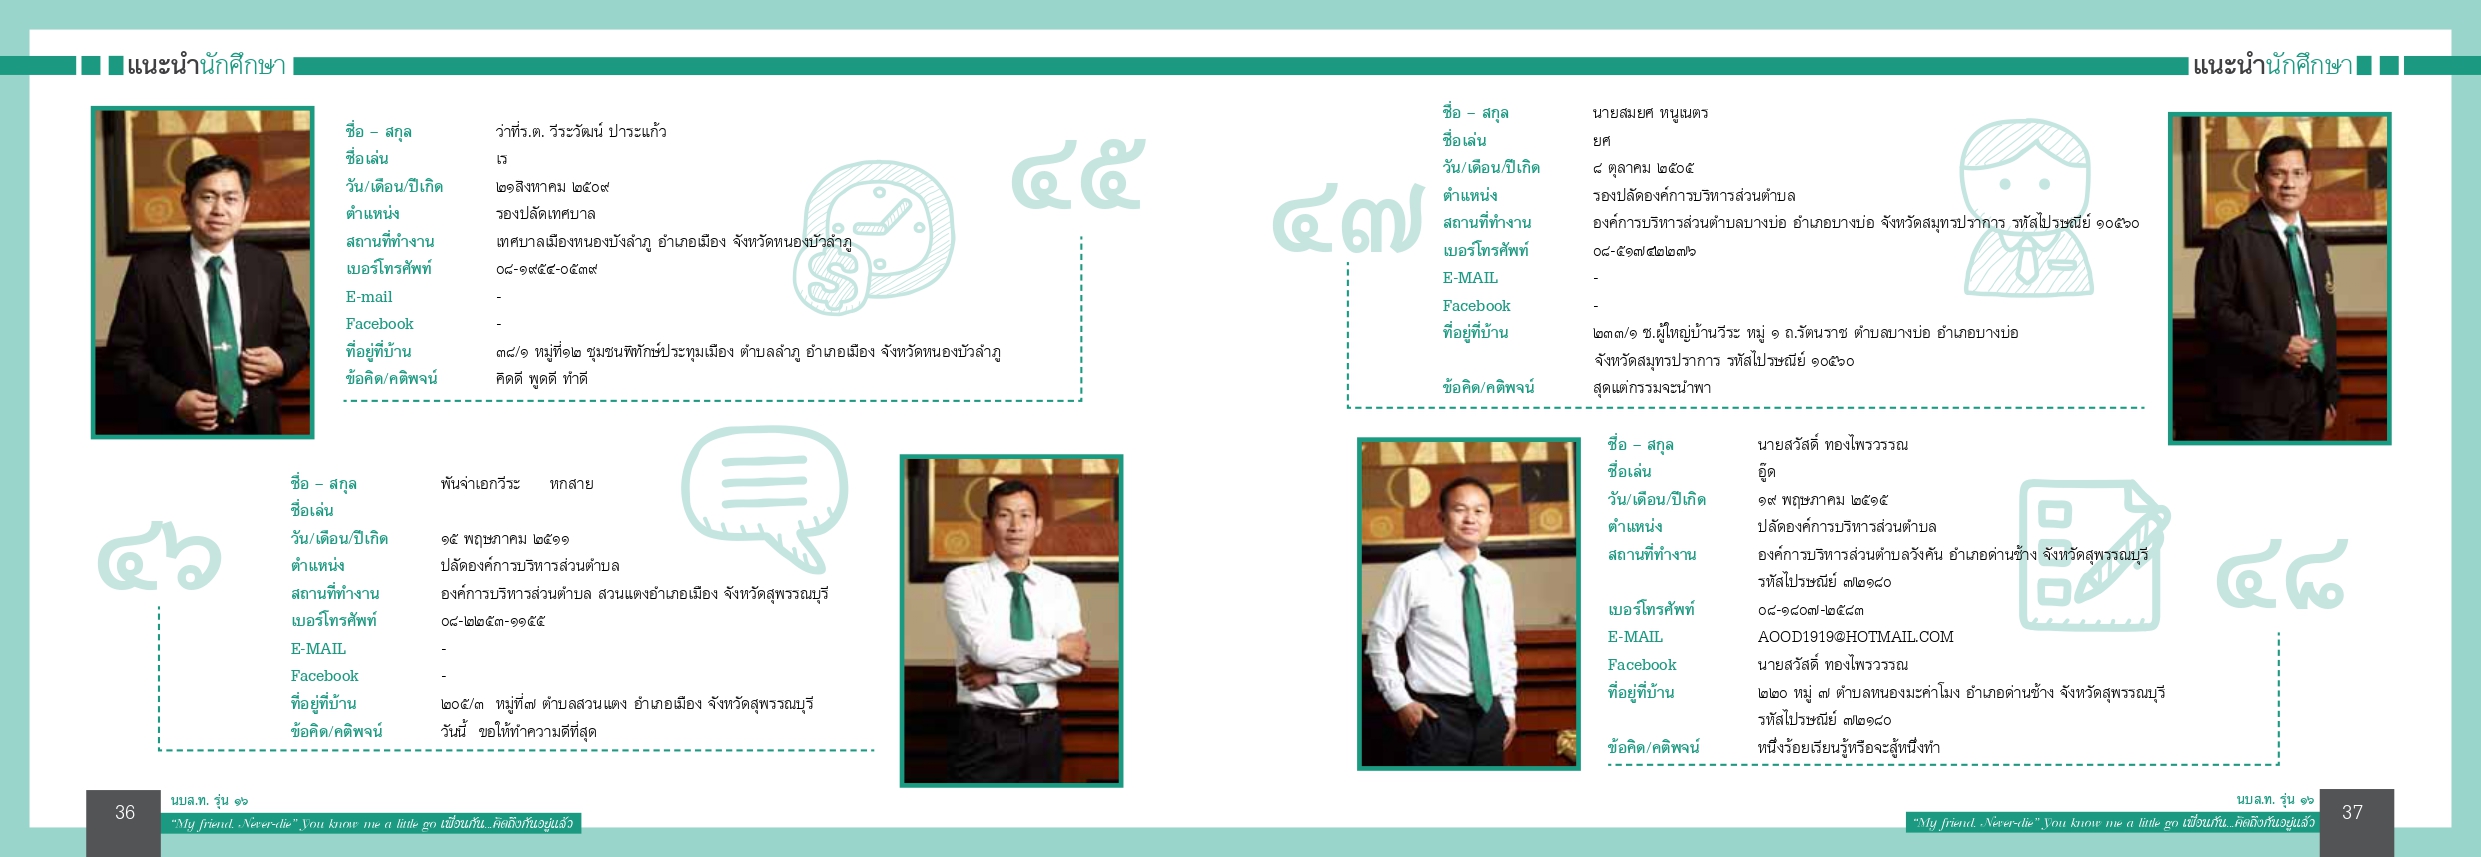 แนะนำนักศึกษา
๔๕
ชื่อ – สกุล ว่าที่ร.ต. วีระวัฒน์ ปาระแก้ว
ชื่อเล่น เร
วัน/เดือน/ปีเกิด ๒๑สิงหาคม ๒๕๐๙
ตำแหน่ง รองปลัดเทศบาล
สถานที่ทำงาน เทศบาลเมืองหนองบังลำภู อำเภอเมือง จังหวัดหนองบัวลำภู
เบอร์โทรศัพท์ ๐๘-๑๙๕๔-๐๕๓๙
E-mail -
Facebook -
ที่อยู่ที่บ้าน ๓๘/๑ หมู่ที่๑๒ ชุมชนพิทักษ์ประทุมเมือง ตำบลลำภู อำเภอเมือง จังหวัดหนองบัวลำภู
ข้อคิด/คติพจน์ คิดดี พูดดี ทำดี
๔๖
ชื่อ – สกุล พันจ่าเอกวีระ หกสาย
ชื่อเล่น
วัน/เดือน/ปีเกิด ๑๕ พฤษภาคม ๒๕๑๑
ตำแหน่ง ปลัดองค์การบริหารส่วนตำบล
สถานที่ทำงาน องค์การบริหารส่วนตำบล สวนแตงอำเภอเมือง จังหวัดสุพรรณบุรี
เบอร์โทรศัพท์ ๐๘-๒๒๕๓-๑๑๕๕
E-MAIL -
Facebook -
ที่อยู่ที่บ้าน ๒๐๕/๓ หมู่ที่๗ ตำบลสวนแตง อำเภอเมือง จังหวัดสุพรรณบุรี
ข้อคิด/คติพจน์ วันนี้ ขอให้ทำความดีที่สุด
36
นบส.ท. รุ่น ๑๖
“My friend. Never-die” You know me a little go เพื่อนกัน...คิดถึงกันอยู่แล้ว
แนะนำนักศึกษา
๔๗
ชื่อ – สกุล นายสมยศ หนูเนตร
ชื่อเล่น ยศ
วัน/เดือน/ปีเกิด ๘ ตุลาคม ๒๕๐๕
ตำแหน่ง รองปลัดองค์การบริหารส่วนตำบล
สถานที่ทำงาน องค์การบริหารส่วนตำบลบางบ่อ อำเภอบางบ่อ จังหวัดสมุทรปราการ รหัสไปรษณีย์ ๑๐๕๖๐
เบอร์โทรศัพท์ ๐๘-๕๑๗๔๒๒๗๖
E-MAIL -
Facebook -
ที่อยู่ที่บ้าน ๒๓๓/๑ ซ.ผู้ใหญ่บ้านวีระ หมู่ ๑ ถ.รัตนราช ตำบลบางบ่อ อำเภอบางบ่อ
จังหวัดสมุทรปราการ รหัสไปรษณีย์ ๑๐๕๖๐
ข้อคิด/คติพจน์ สุดแต่กรรมจะนำพา
๔๘
ชื่อ – สกุล นายสวัสดิ์ ทองไพรวรรณ
ชื่อเล่น อู๊ด
วัน/เดือน/ปีเกิด ๑๙ พฤษภาคม ๒๕๑๕
ตำแหน่ง ปลัดองค์การบริหารส่วนตำบล
สถานที่ทำงาน องค์การบริหารส่วนตำบลวังคัน อำเภอด่านช้าง จังหวัดสุพรรณบุรี
รหัสไปรษณีย์ ๗๒๑๘๐
เบอร์โทรศัพท์ ๐๘-๑๘๐๗-๒๕๘๓
E-MAIL AOOD1919@HOTMAIL.COM
Facebook นายสวัสดิ์ ทองไพรวรรณ
ที่อยู่ที่บ้าน ๒๒๐ หมู่ ๗ ตำบลหนองมะค่าโมง อำเภอด่านช้าง จังหวัดสุพรรณบุรี
รหัสไปรษณีย์ ๗๒๑๘๐
ข้อคิด/คติพจน์ หนึ่งร้อยเรียนรู้หรือจะสู้หนึ่งทำ
นบส.ท. รุ่น ๑๖
“My friend. Never-die” You know me a little go เพื่อนกัน...คิดถึงกันอยู่แล้ว
37